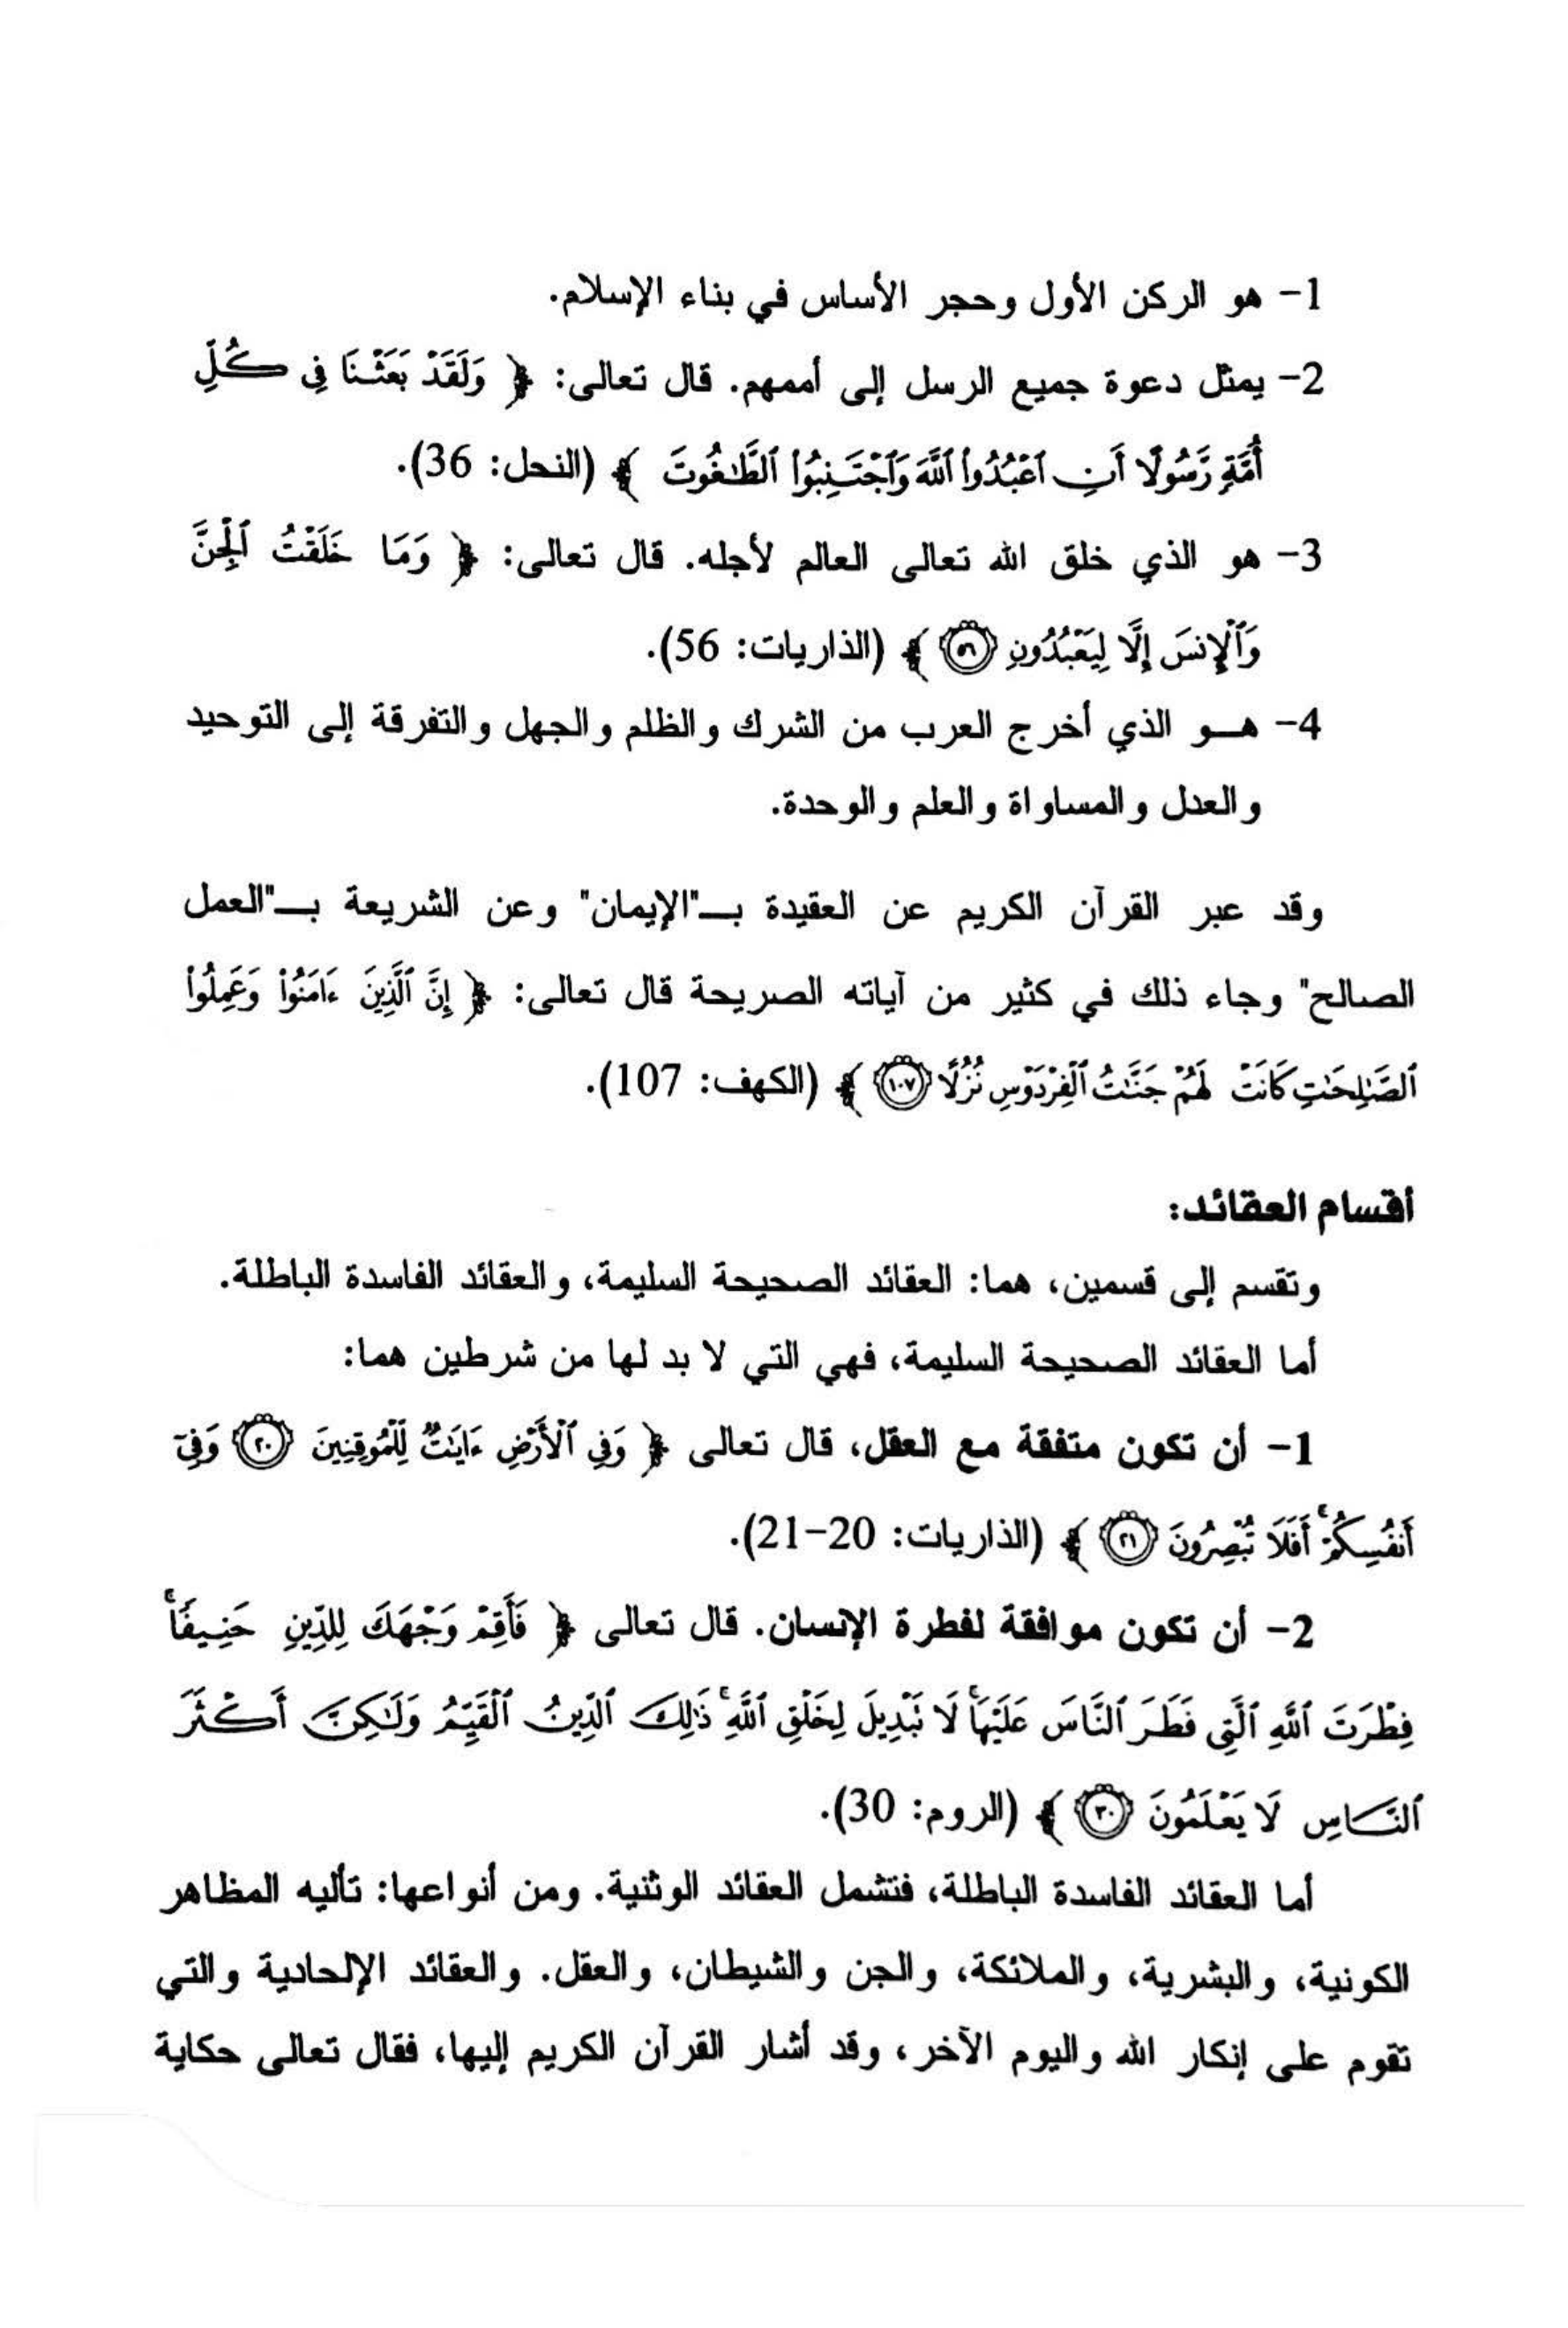 1- هو الركن الأول وحجر الأساس في بناء الإسلام.
2- يمثل دعوة جميع الرسل إلى أممهم. قال تعالى: ﴿ وَلَقَدْ بَعَثْنَا فِي كُلِّ
أُمَّةٍ رَّسُولًا أَنِ ٱعْبُدُوا۟ ٱللَّهَ وَٱجْتَنِبُوا۟ ٱلطَّٰغُوتَ ﴾ (النحل: 36).
3- هو الذي خلق الله تعالى العالم لأجله. قال تعالى: ﴿ وَمَا خَلَقْتُ ٱلْجِنَّ
وَٱلْإِنسَ إِلَّا لِيَعْبُدُونِ ٥٦ ﴾ (الذاريات: 56).
4- هـو الذي أخرج العرب من الشرك والظلم والجهل والتفرقة إلى التوحيد
والعدل والمساواة والعلم والوحدة.
وقد عبر القرآن الكريم عن العقيدة بـ"الإيمان" وعن الشريعة بـ"العمل
الصالح" وجاء ذلك في كثير من آياته الصريحة قال تعالى: ﴿ إِنَّ ٱلَّذِينَ ءَامَنُوا۟ وَعَمِلُوا۟
ٱلصَّٰلِحَٰتِ كَانَتْ لَهُمْ جَنَّٰتُ ٱلْفِرْدَوْسِ نُزُلًا ١٠٧ ﴾ (الكهف: 107).
أقسام العقائد:
وتقسم إلى قسمين، هما: العقائد الصحيحة السليمة، والعقائد الفاسدة الباطلة.
أما العقائد الصحيحة السليمة، فهي التي لا بد لها من شرطين هما:
1- أن تكون متفقة مع العقل، قال تعالى ﴿ وَفِي ٱلْأَرْضِ ءَايَٰتٌ لِّلْمُوقِنِينَ ٢٠ وَفِىٓ
أَنفُسِكُمْ ۚ أَفَلَا تُبْصِرُونَ ٢١ ﴾ (الذاريات: 20-21).
2- أن تكون موافقة لفطرة الإنسان. قال تعالى ﴿ فَأَقِمْ وَجْهَكَ لِلدِّينِ حَنِيفًا ۚ
فِطْرَتَ ٱللَّهِ ٱلَّتِى فَطَرَ ٱلنَّاسَ عَلَيْهَا ۚ لَا تَبْدِيلَ لِخَلْقِ ٱللَّهِ ۚ ذَٰلِكَ ٱلدِّينُ ٱلْقَيِّمُ وَلَٰكِنَّ أَكْثَرَ
ٱلنَّاسِ لَا يَعْلَمُونَ ٣٠ ﴾ (الروم: 30).
أما العقائد الفاسدة الباطلة، فتشمل العقائد الوثنية. ومن أنواعها: تأليه المظاهر
الكونية، والبشرية، والملائكة، والجن والشيطان، والعقل. والعقائد الإلحادية والتي
تقوم على إنكار الله واليوم الآخر، وقد أشار القرآن الكريم إليها، فقال تعالى حكاية